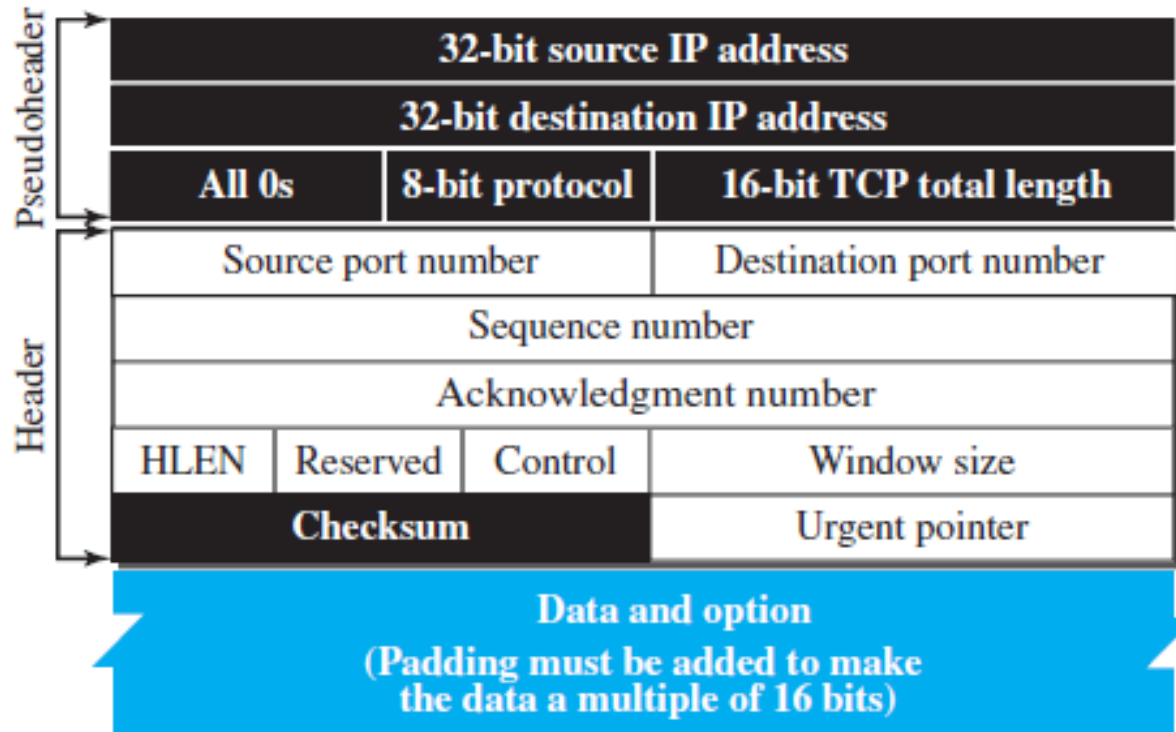 Pseudoheader
32-bit source IP address
32-bit destination IP address
All 0s 8-bit protocol 16-bit TCP total length
Header
Source port number Destination port number
Sequence number
Acknowledgment number
HLEN Reserved Control Window size
Checksum Urgent pointer
Data and option
(Padding must be added to make
the data a multiple of 16 bits)